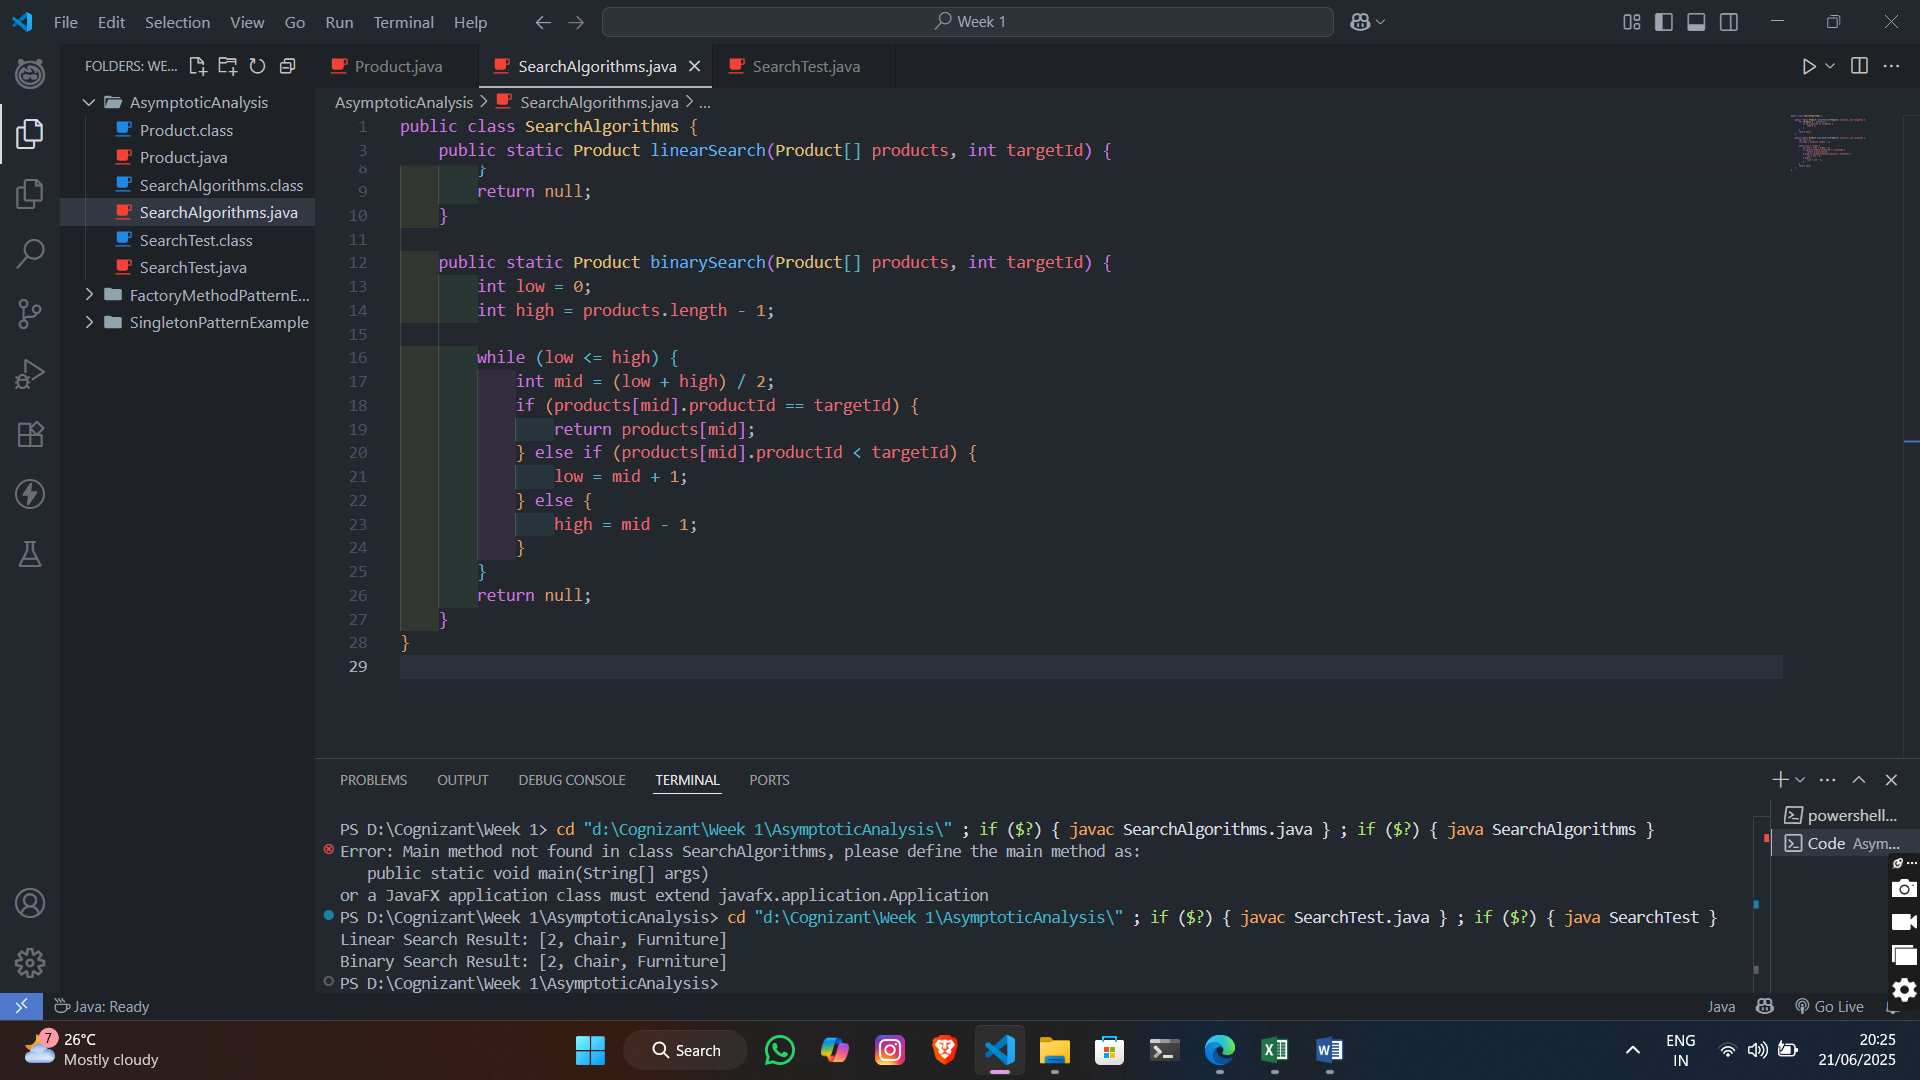 File Edit Selection View Go Run Terminal Help
Week 1
FOLDERS: WE...
Product.java
SearchAlgorithms.java
SearchTest.java
AsymptoticAnalysis
Product.class
Product.java
SearchAlgorithms.class
SearchAlgorithms.java
SearchTest.class
SearchTest.java
FactoryMethodPatternE...
SingletonPatternExample
AsymptoticAnalysis > SearchAlgorithms.java > ...
1 public class SearchAlgorithms {
3 public static Product linearSearch(Product[] products, int targetId) {
8 }
9 return null;
10 }
11
12 public static Product binarySearch(Product[] products, int targetId) {
13 int low = 0;
14 int high = products.length - 1;
15
16 while (low <= high) {
17 int mid = (low + high) / 2;
18 if (products[mid].productId == targetId) {
19 return products[mid];
20 } else if (products[mid].productId < targetId) {
21 low = mid + 1;
22 } else {
23 high = mid - 1;
24 }
25 }
26 return null;
27 }
28 }
29
PROBLEMS OUTPUT DEBUG CONSOLE TERMINAL PORTS
PS D:\Cognizant\Week 1> cd "d:\Cognizant\Week 1\AsymptoticAnalysis\" ; if ($?) { javac SearchAlgorithms.java } ; if ($?) { java SearchAlgorithms }
Error: Main method not found in class SearchAlgorithms, please define the main method as:
public static void main(String[] args)
or a JavaFX application class must extend javafx.application.Application
PS D:\Cognizant\Week 1\AsymptoticAnalysis> cd "d:\Cognizant\Week 1\AsymptoticAnalysis\" ; if ($?) { javac SearchTest.java } ; if ($?) { java SearchTest }
Linear Search Result: [2, Chair, Furniture]
Binary Search Result: [2, Chair, Furniture]
PS D:\Cognizant\Week 1\AsymptoticAnalysis>
powershell...
Code Asym...
Java: Ready
Java
Go Live
7
26°C
Mostly cloudy
Search
ENG
IN
20:25
21/06/2025